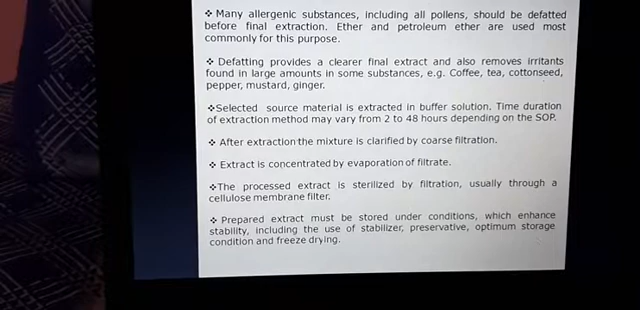 ❖ Many allergenic substances, including all pollens, should be defatted
before final extraction. Ether and petroleum ether are used most
commonly for this purpose.
❖ Defatting provides a clearer final extract and also removes irritants
found in large amounts in some substances, e.g. Coffee, tea, cottonseed,
pepper, mustard, ginger.
❖Selected source material is extracted in buffer solution. Time duration
of extraction method may vary from 2 to 48 hours depending on the SOP.
❖ After extraction the mixture is clarified by coarse filtration.
❖ Extract is concentrated by evaporation of filtrate.
❖The processed extract is sterilized by filtration, usually through a
cellulose membrane filter.
❖ Prepared extract must be stored under conditions, which enhance
stability, including the use of stabilizer, preservative, optimum storage
condition and freeze drying.